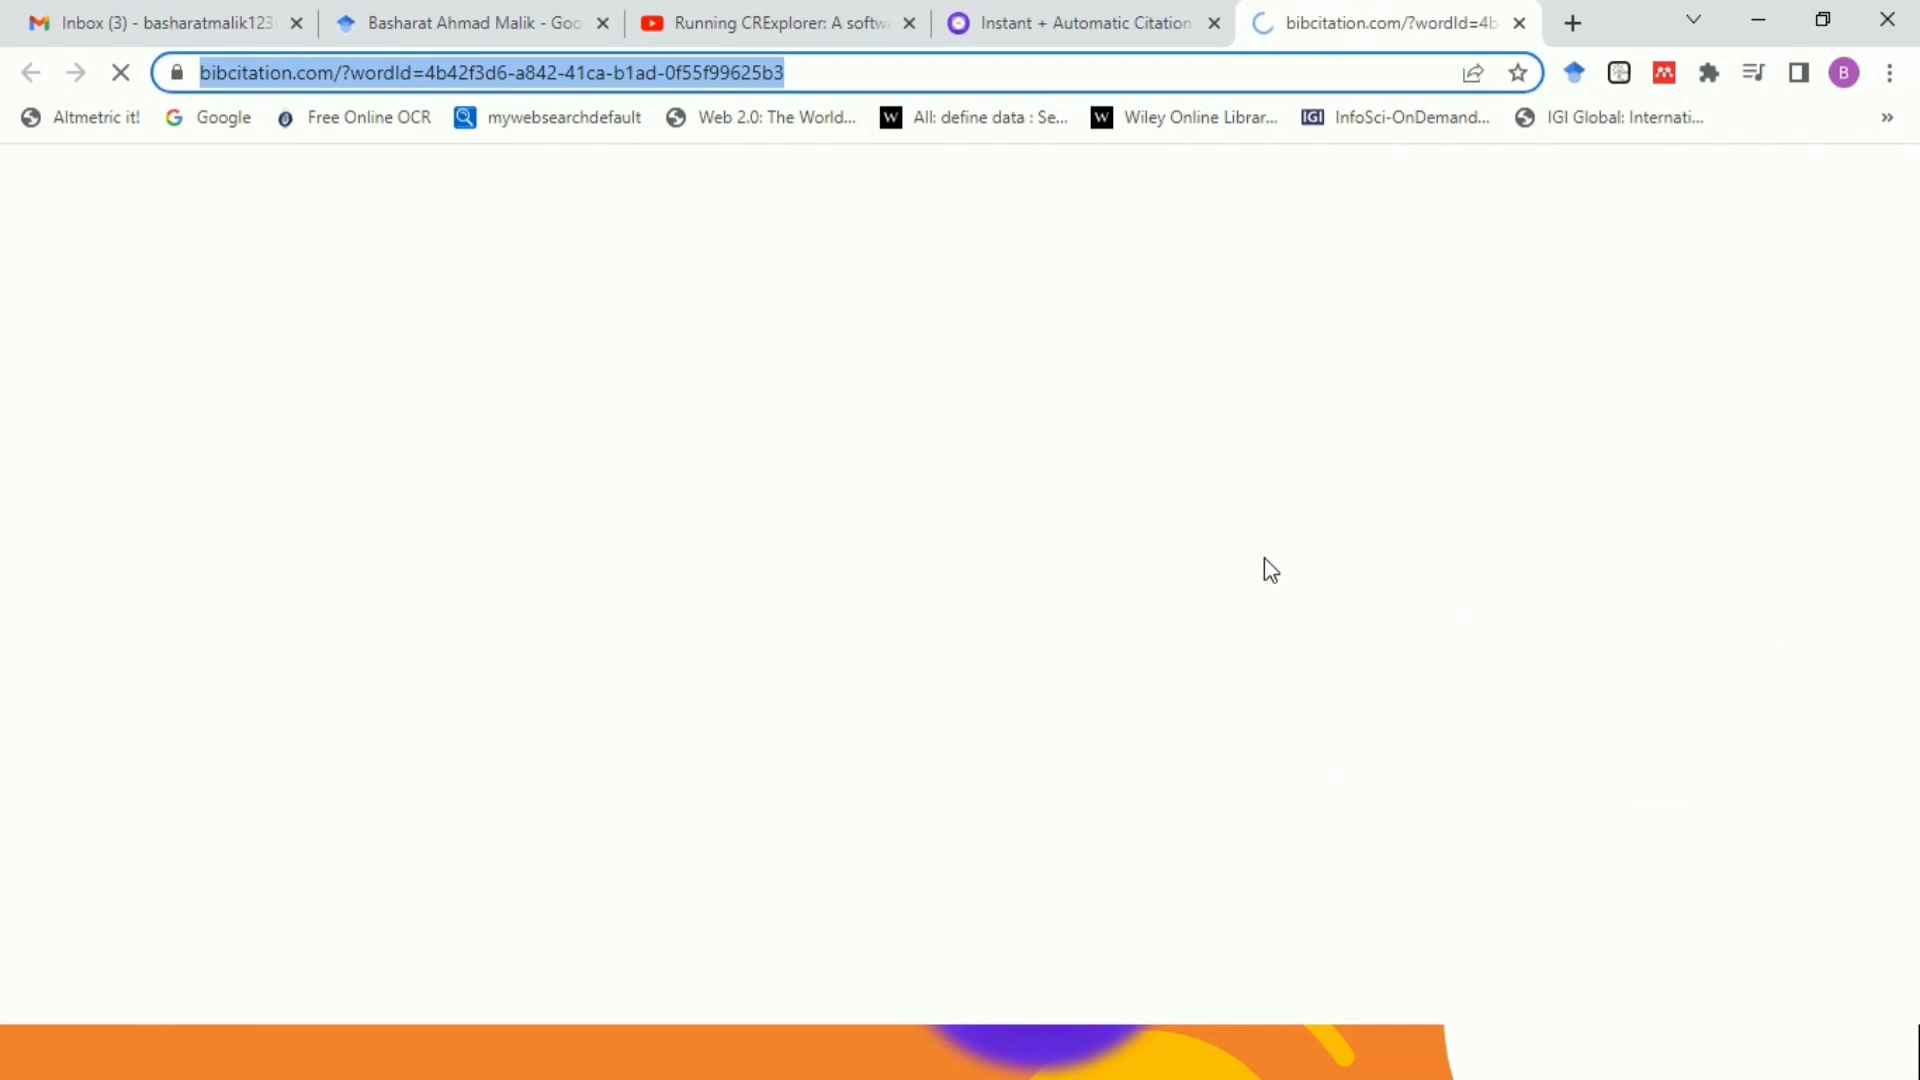 Inbox (3) - basharatmalik123
Basharat Ahmad Malik - Goo
Running CRExplorer: A softw
Instant + Automatic Citation
bibcitation.com/?wordId=4b
bibcitation.com/?wordId=4b42f3d6-a842-41ca-b1ad-0f55f99625b3
B
Altmetric it!
Google
Free Online OCR
mywebsearchdefault
Web 2.0: The World...
W
All: define data : Se...
W
Wiley Online Librar...
IGI
InfoSci-OnDemand...
IGI Global: Internati...